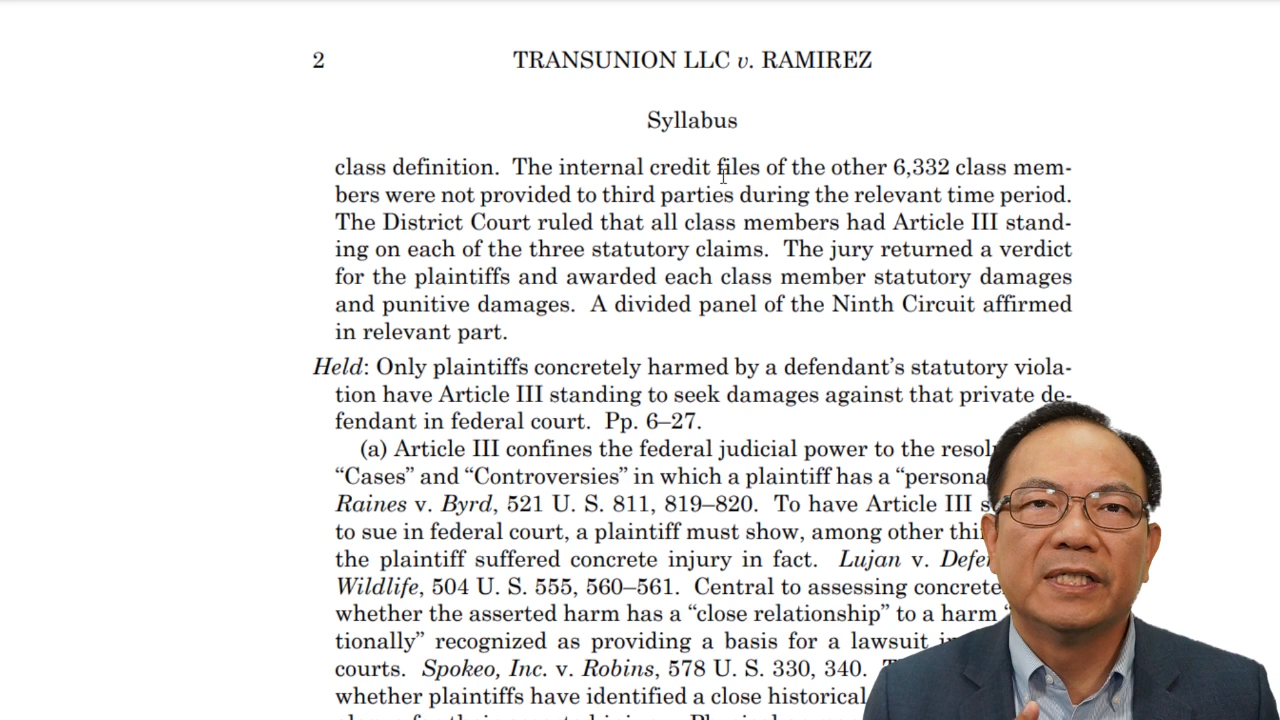 2
TRANSUNION LLC v. RAMIREZ
Syllabus
class definition. The internal credit files of the other 6,332 class mem-
bers were not provided to third parties during the relevant time period.
The District Court ruled that all class members had Article III stand-
ing on each of the three statutory claims. The jury returned a verdict
for the plaintiffs and awarded each class member statutory damages
and punitive damages. A divided panel of the Ninth Circuit affirmed
in relevant part.
Held: Only plaintiffs concretely harmed by a defendant’s statutory viola-
tion have Article III standing to seek damages against that private de-
fendant in federal court. Pp. 6–27.
(a) Article III confines the federal judicial power to the resol
“Cases” and “Controversies” in which a plaintiff has a “persona
Raines v. Byrd, 521 U. S. 811, 819–820. To have Article III s
to sue in federal court, a plaintiff must show, among other thi
the plaintiff suffered concrete injury in fact. Lujan v. Defe
Wildlife, 504 U. S. 555, 560–561. Central to assessing concrete
whether the asserted harm has a “close relationship” to a harm “
tionally” recognized as providing a basis for a lawsuit i
courts. Spokeo, Inc. v. Robins, 578 U. S. 330, 340.
whether plaintiffs have identified a close historical